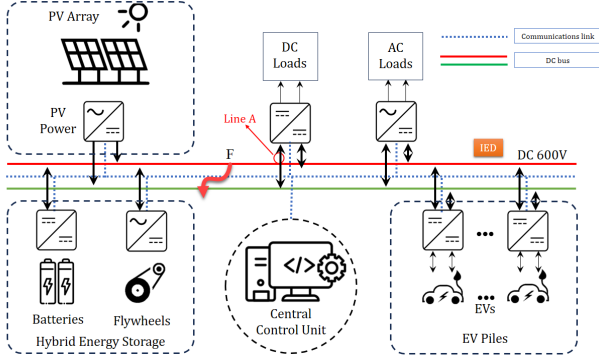 PV Array
DC
Loads
AC
Loads
Communications link
DC bus
PV
Power
Line A
F
IED
DC 600V
Batteries
Flywheels
Hybrid Energy Storage
</>
Central
Control Unit
EVs
EV Piles